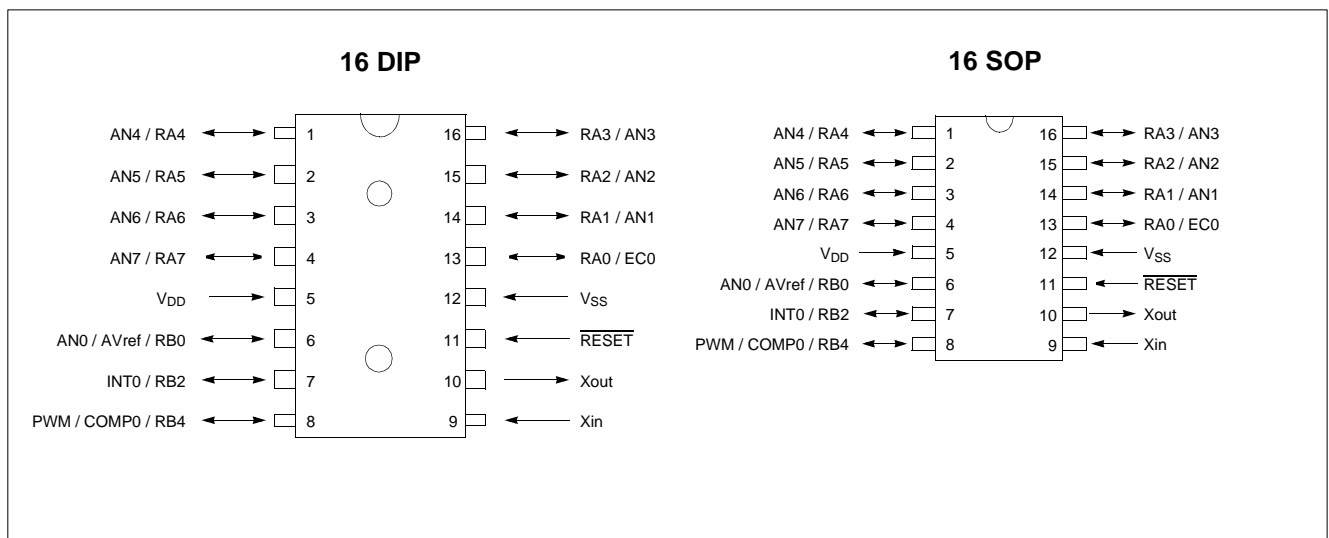 16 DIP
AN4 / RA4 1 16 RA3 / AN3
AN5 / RA5 2 15 RA2 / AN2
AN6 / RA6 3 14 RA1 / AN1
AN7 / RA7 4 13 RA0 / EC0
VDD 5 12 VSS
AN0 / AVref / RB0 6 11 RESET
INT0 / RB2 7 10 Xout
PWM / COMP0 / RB4 8 9 Xin
16 SOP
AN4 / RA4 1 16 RA3 / AN3
AN5 / RA5 2 15 RA2 / AN2
AN6 / RA6 3 14 RA1 / AN1
AN7 / RA7 4 13 RA0 / EC0
VDD 5 12 VSS
AN0 / AVref / RB0 6 11 RESET
INT0 / RB2 7 10 Xout
PWM / COMP0 / RB4 8 9 Xin